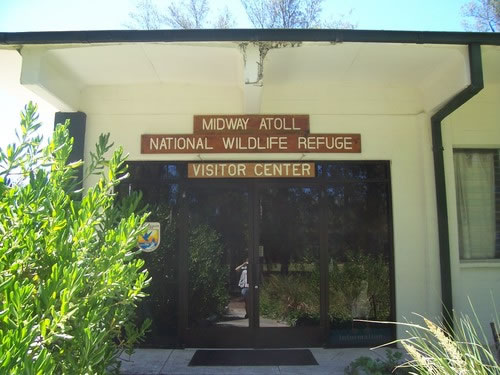 MIDWAY ATOLL
NATIONAL WILDLIFE REFUGE
VISITOR CENTER